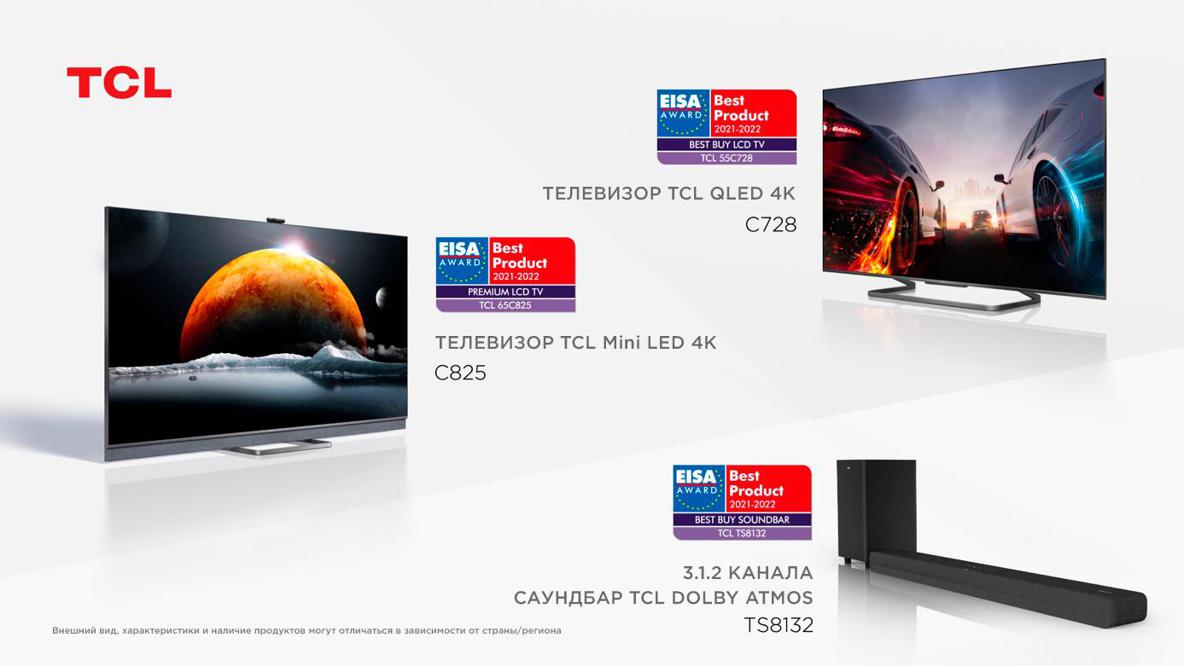 TCL
EISA
AWARD
Best
Product
2021-2022
BEST BUY LCD TV
TCL 55C728
ТЕЛЕВИЗОР TCL QLED 4K
C728
EISA
AWARD
Best
Product
2021-2022
PREMIUM LCD TV
TCL 65C825
ТЕЛЕВИЗОР TCL Mini LED 4K
C825
EISA
AWARD
Best
Product
2021-2022
BEST BUY SOUNDBAR
TCL TS8132
3.1.2 КАНАЛА
САУНДБАР TCL DOLBY ATMOS
TS8132
Внешний вид, характеристики и наличие продуктов могут отличаться в зависимости от страны/региона